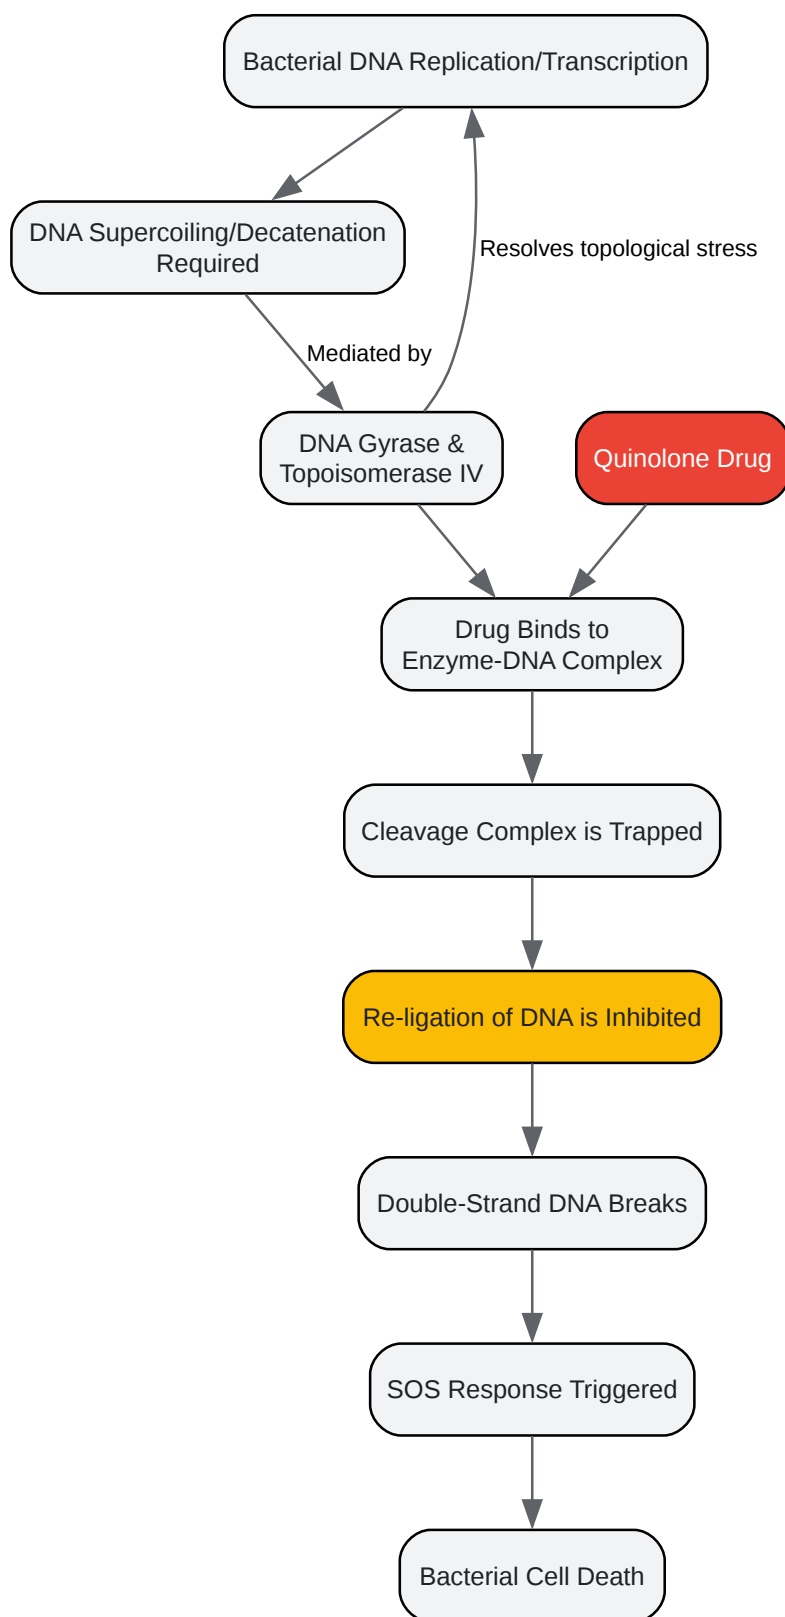 Bacterial DNA Replication/Transcription
DNA Supercoiling/Decatenation
Required
Resolves topological stress
Mediated by
DNA Gyrase &
Topoisomerase IV
Quinolone Drug
Drug Binds to
Enzyme-DNA Complex
Cleavage Complex is Trapped
Re-ligation of DNA is Inhibited
Double-Strand DNA Breaks
SOS Response Triggered
Bacterial Cell Death